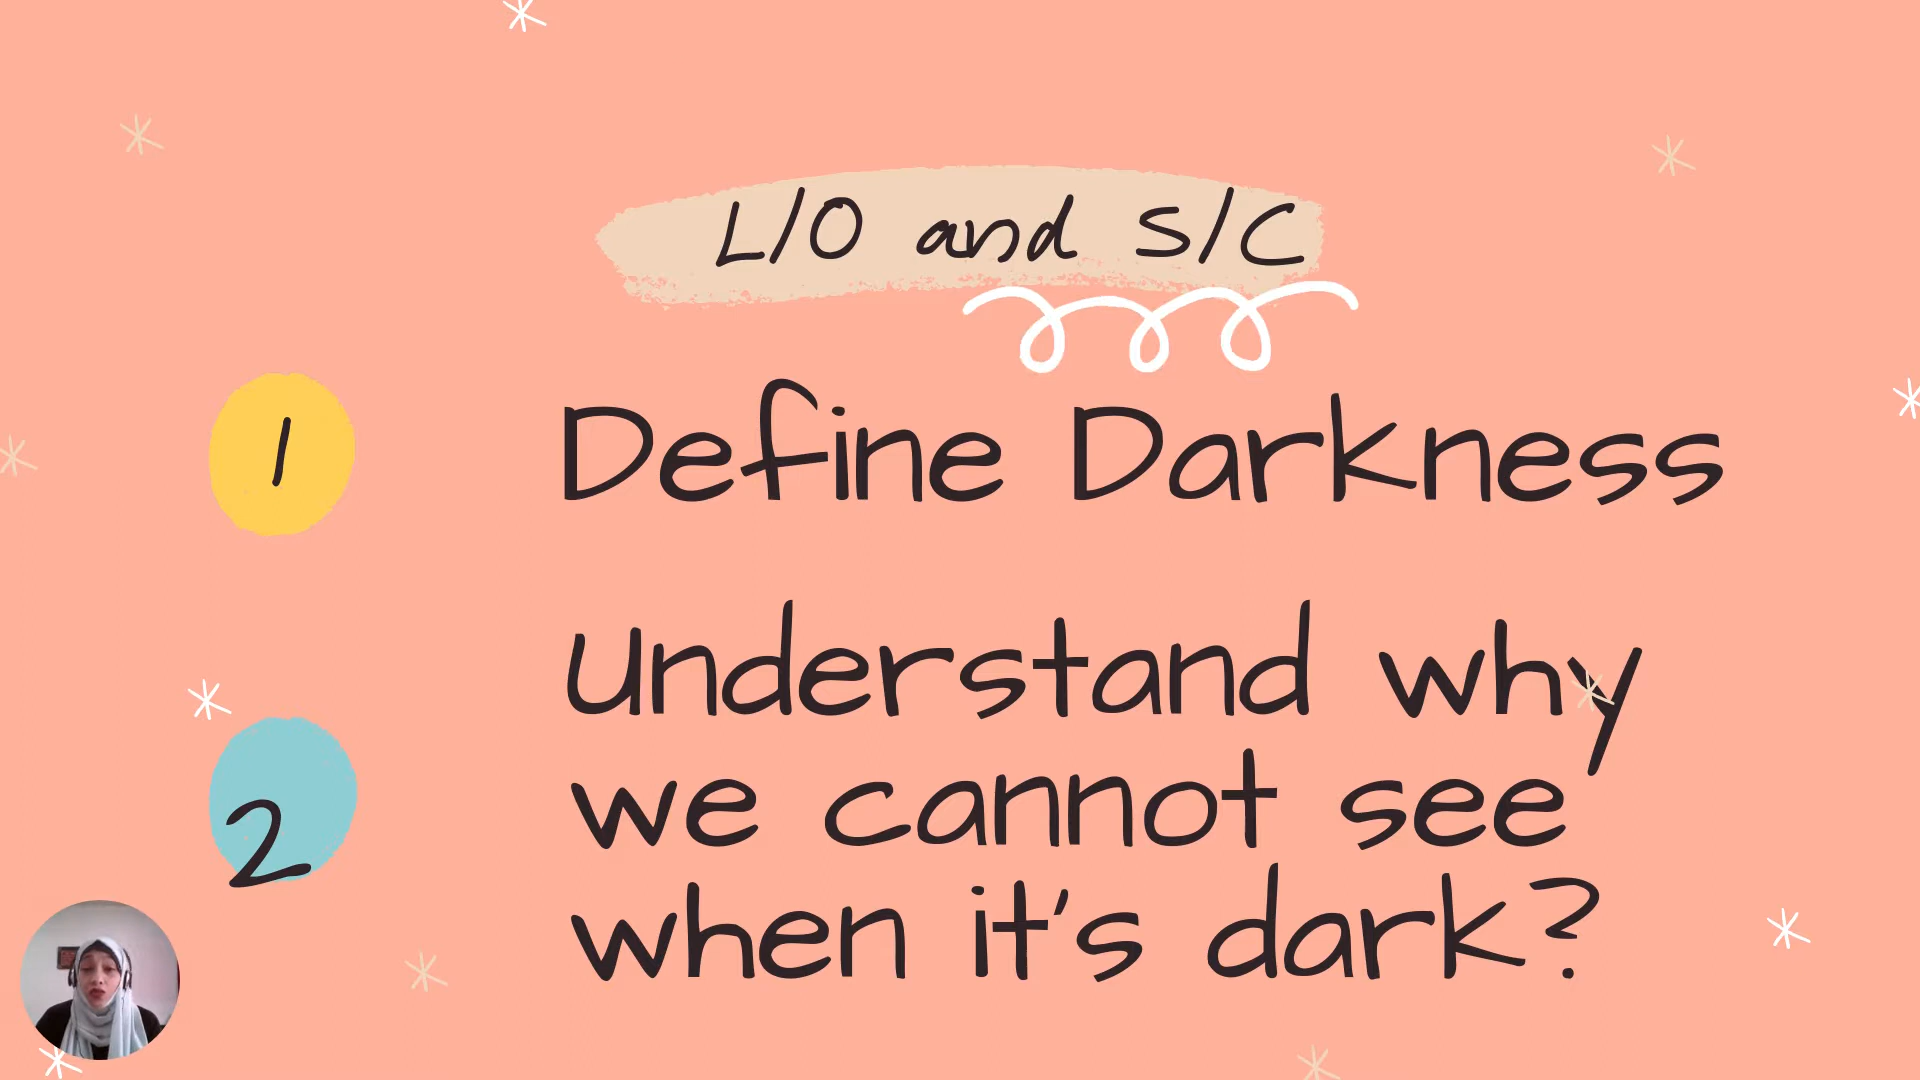 L/O and S/C
1
Define Darkness
2
Understand why
we cannot see
when it's dark?